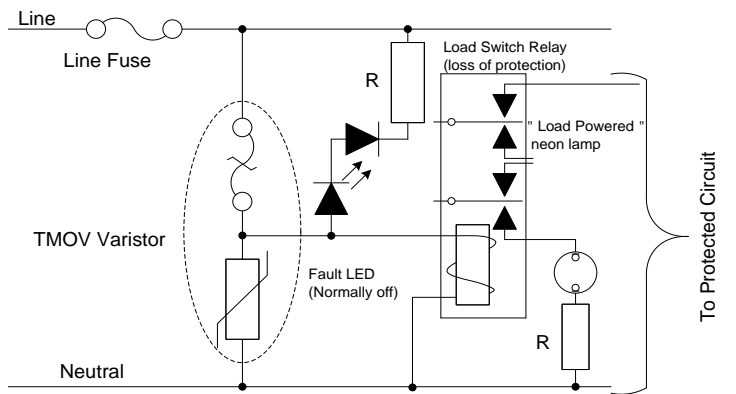 Line
Line Fuse
R
Load Switch Relay
(loss of protection)
" Load Powered "
neon lamp
TMOV Varistor
Fault LED
(Normally off)
R
Neutral
To Protected Circuit